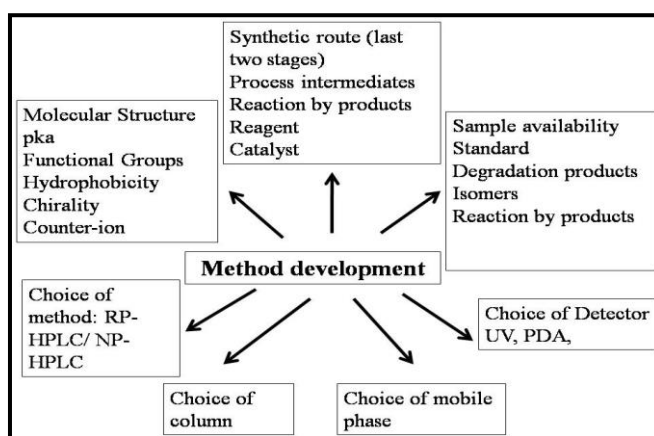 Synthetic route (last
two stages)
Process intermediates
Reaction by products
Reagent
Catalyst
Molecular Structure
pka
Functional Groups
Hydrophobicity
Chirality
Counter-ion
Sample availability
Standard
Degradation products
Isomers
Reaction by products
Method development
Choice of
method: RP-
HPLC/ NP-
HPLC
Choice of Detector
UV, PDA,
Choice of
column
Choice of mobile
phase